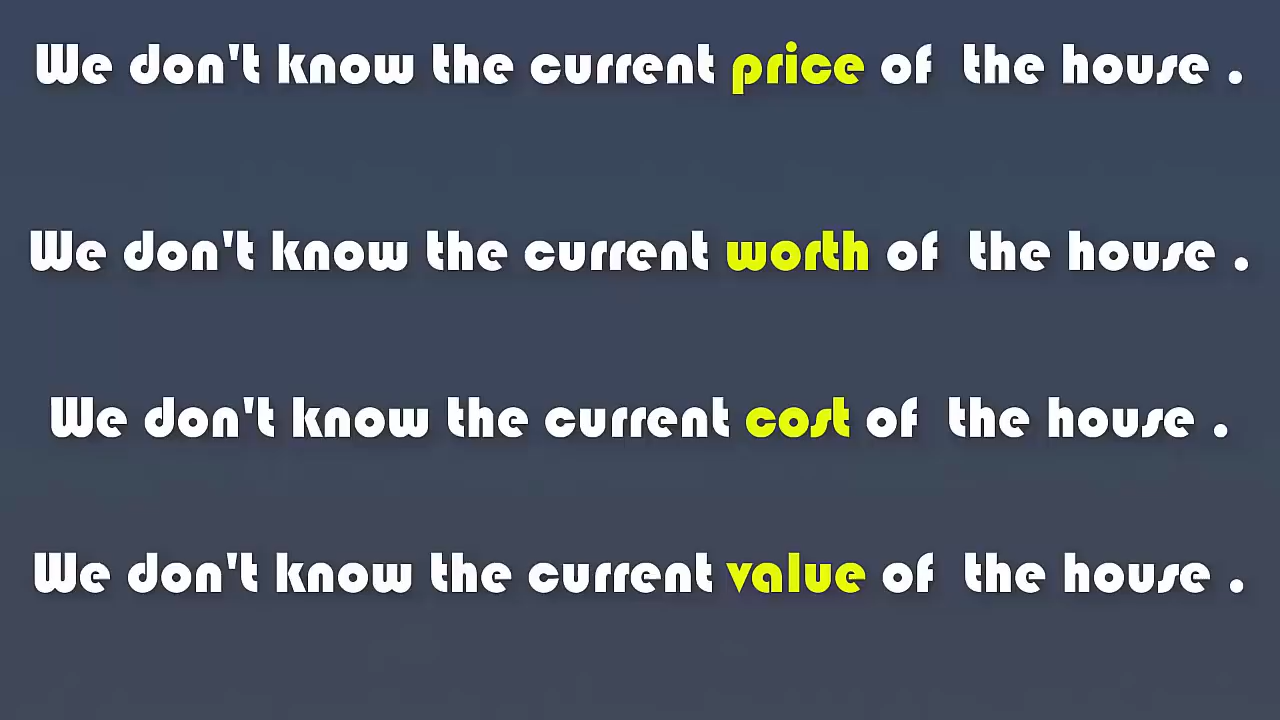 We don't know the current price of the house .
We don't know the current worth of the house .
We don't know the current cost of the house .
We don't know the current value of the house .